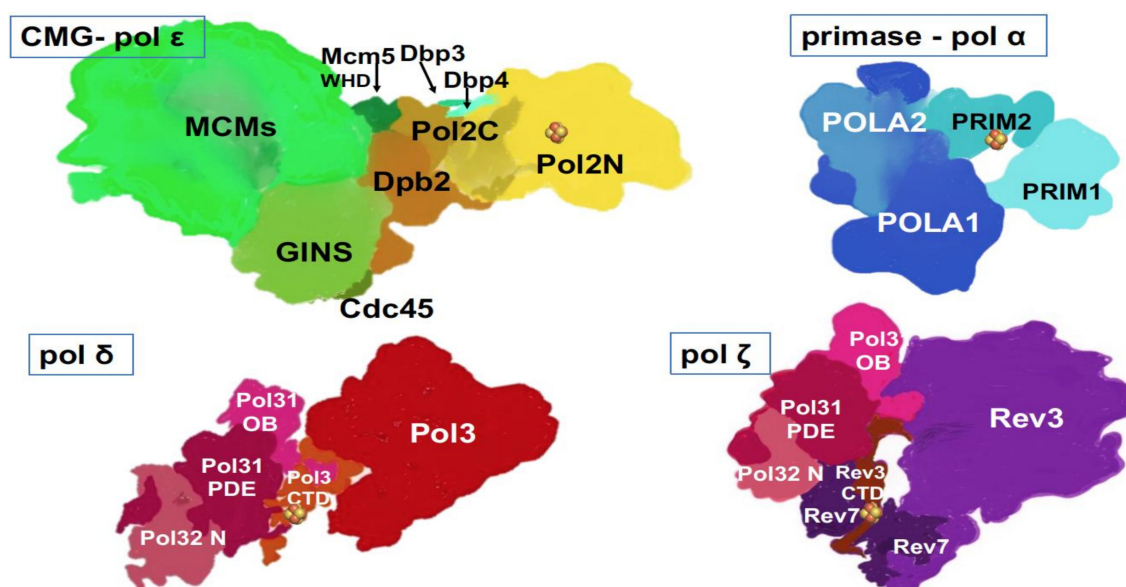 CMG- pol ε
Mcm5
WHD
Dbp3
Dbp4
MCMs
Pol2C
Pol2N
Dpb2
GINS
Cdc45
primase - pol α
POLA2
PRIM2
PRIM1
POLA1
pol δ
Pol31
OB
Pol3
Pol31
PDE
Pol3
CTD
Pol32 N
pol ζ
Pol31
OB
Pol31
PDE
Rev3
Pol32 N
Rev3
CTD
Rev7
Rev7